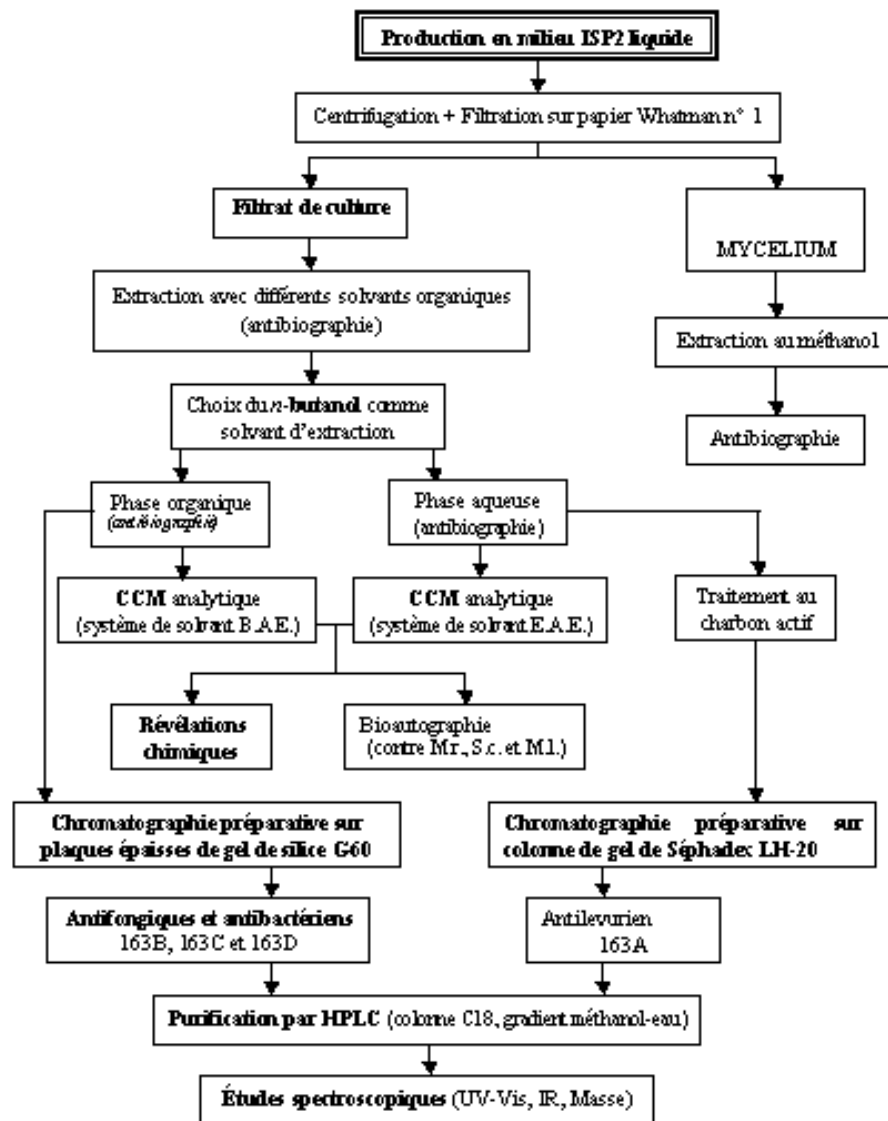 Production en milieu ISP2 liquide
Centrifugation + Filtration sur papier Whatman n° 1
Filtrat de culture
MYCELIUM
Extraction avec différents solvants organiques
(antibiographie)
Extraction au méthanol
Choix du n-butanol comme
solvant d'extraction
Antibiographie
Phase organique
(antibiographie)
Phase aqueuse
(antibiographie)
CCM analytique
(système de solvant B.A.E.)
CCM analytique
(système de solvant E.A.E.)
Traitement au
charbon actif
Révélations
chimiques
Bioautographie
(contre M.r., S.c. et M.l.)
Chromatographie préparative sur
plaques épaisses de gel de silice G60
Chromatographie préparative sur
colonne de gel de Séphadex LH-20
Antifongiques et antibactériens
163B, 163C et 163D
Antilevurien
163A
Purification par HPLC (colonne C18, gradient méthanol-eau)
Études spectroscopiques (UV-Vis, IR, Masse)